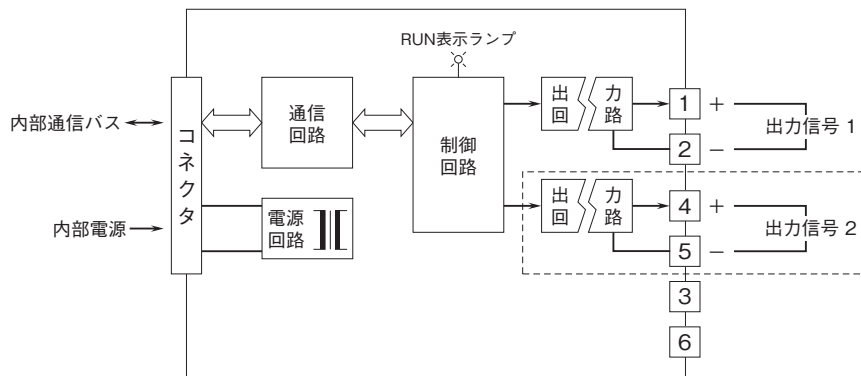 RUN表示ランプ
内部通信バス
コネクタ
通信
回路
制御
回路
出力
回路
1
+
2
−
出力信号 1
内部電源
電源
回路
出力
回路
4
+
5
−
出力信号 2
3
6